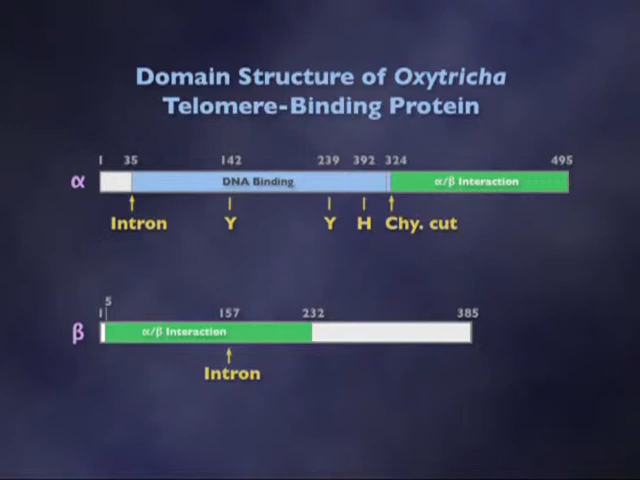 Domain Structure of Oxytricha
Telomere-Binding Protein
1 35 142 239 392 324 495
α DNA Binding α/β Interaction
Intron Y Y H Chy. cut
5
1 157 232 385
β α/β Interaction
Intron